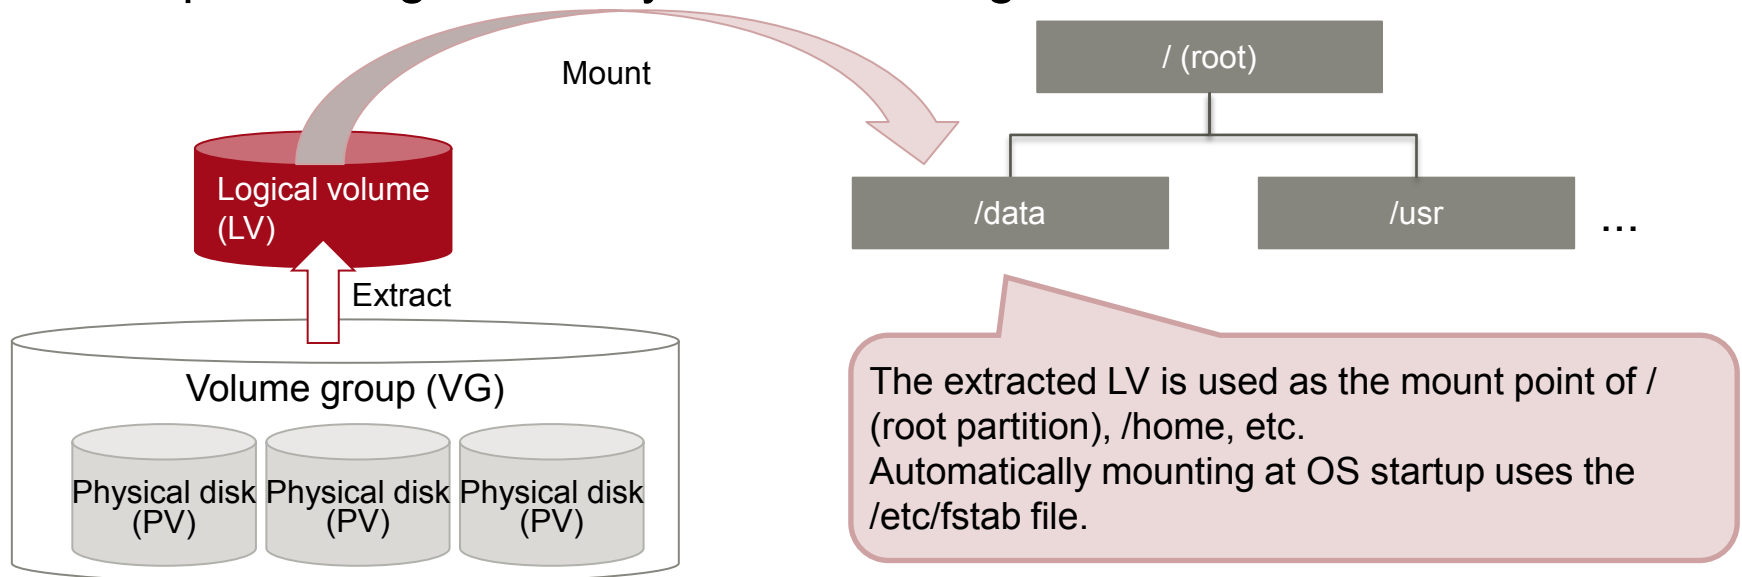 Mount
/ (root)
Logical volume
(LV)
/data
/usr
...
Extract
Volume group (VG)
Physical disk
(PV)
Physical disk
(PV)
Physical disk
(PV)
The extracted LV is used as the mount point of /
(root partition), /home, etc.
Automatically mounting at OS startup uses the
/etc/fstab file.